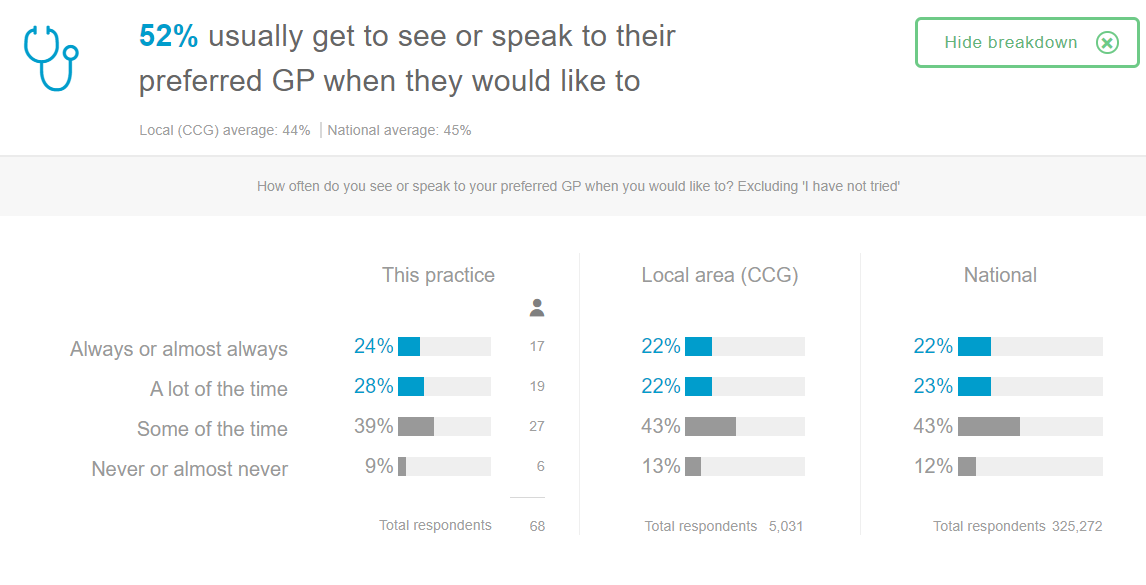 52% usually get to see or speak to their
preferred GP when they would like to
Hide breakdown
Local (CCG) average: 44% | National average: 45%
How often do you see or speak to your preferred GP when you would like to? Excluding 'I have not tried'
This practice Local area (CCG) National
Always or almost always 24% 17 22% 22%
A lot of the time 28% 19 22% 23%
Some of the time 39% 27 43% 43%
Never or almost never 9% 6 13% 12%
Total respondents 68 Total respondents 5,031 Total respondents 325,272